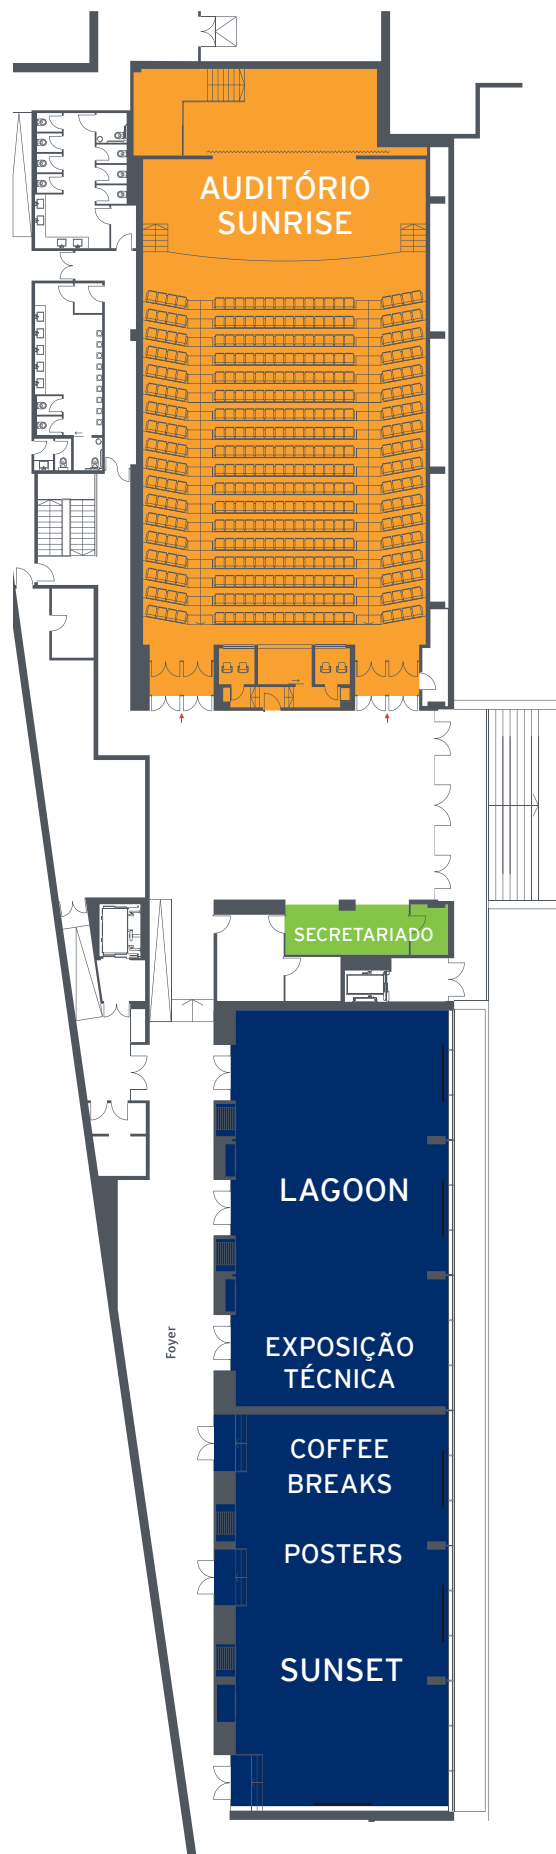 AUDITÓRIO
SUNRISE
SECRETARIADO
LAGOON
Foyer
EXPOSIÇÃO
TÉCNICA
COFFEE
BREAKS
POSTERS
SUNSET